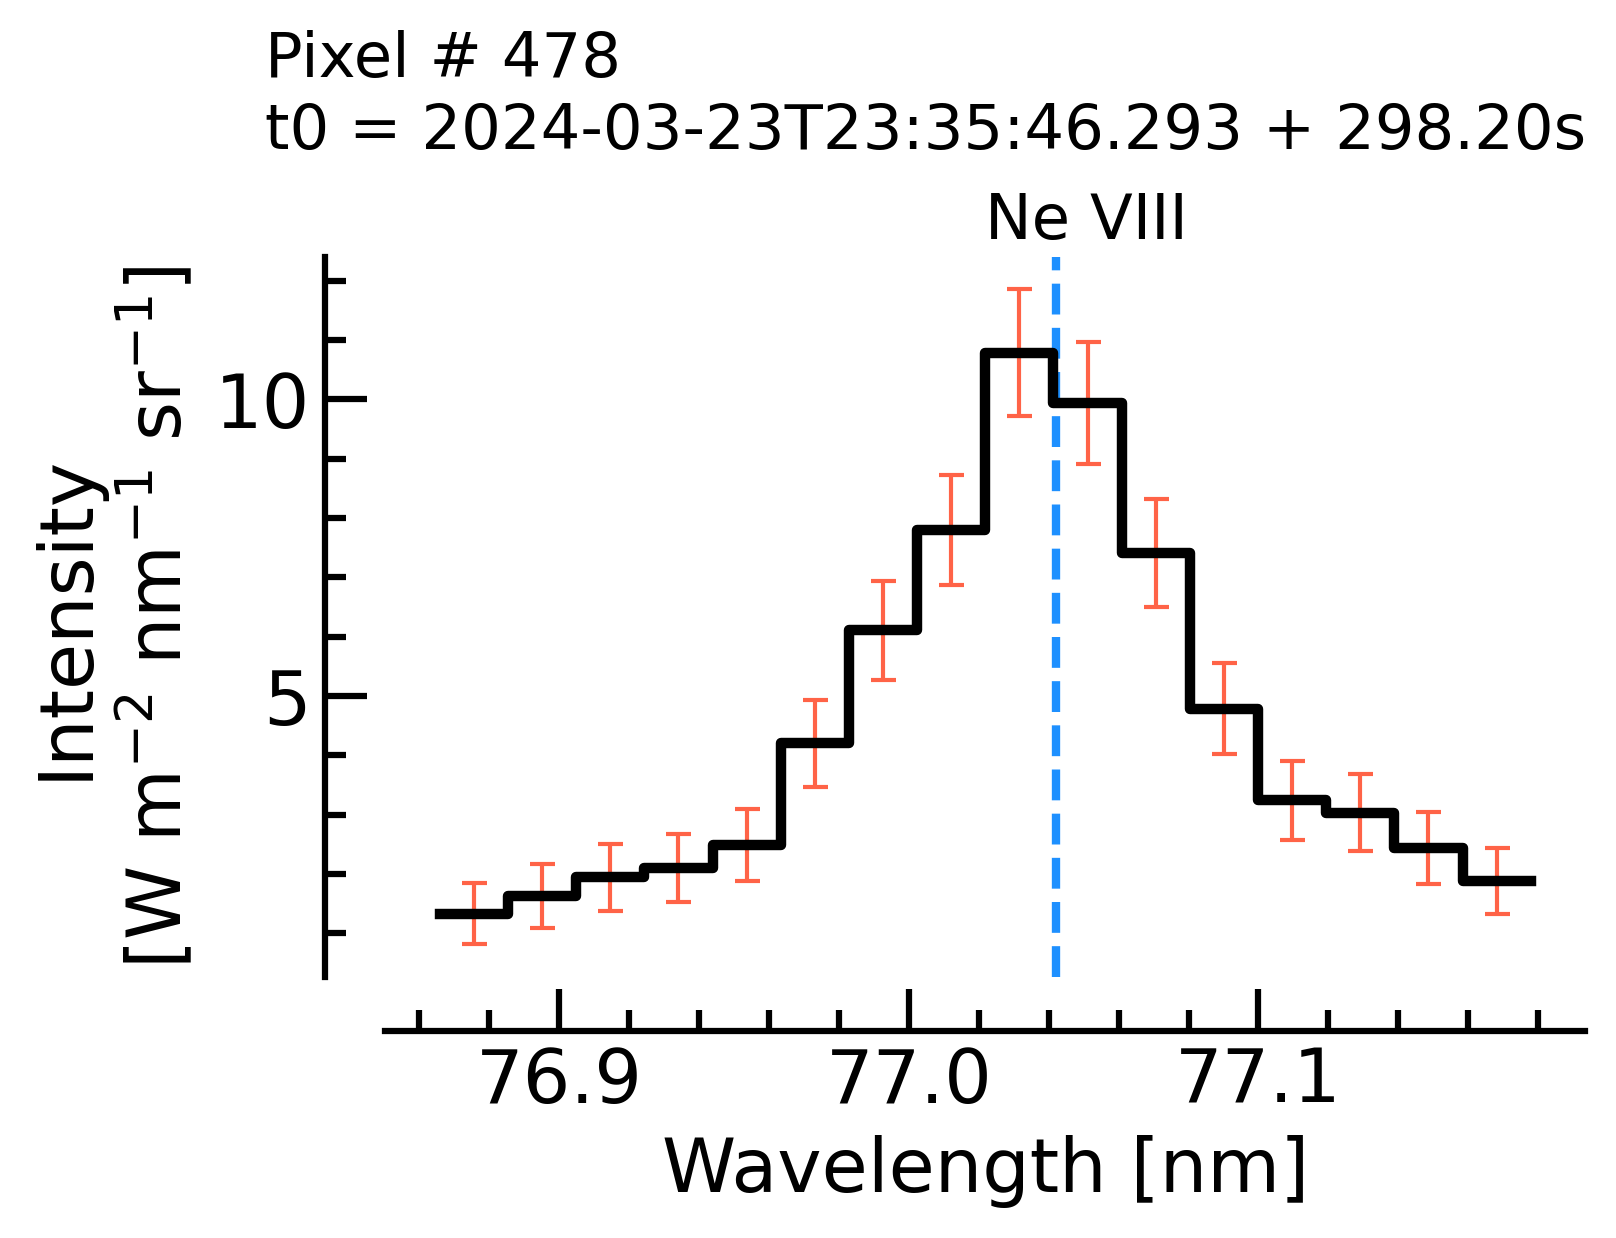 Pixel # 478
t0 = 2024-03-23T23:35:46.293 + 298.20s
Ne VIII
Intensity
[W m⁻² nm⁻¹ sr⁻¹]
10
5
76.9 77.0 77.1
Wavelength [nm]